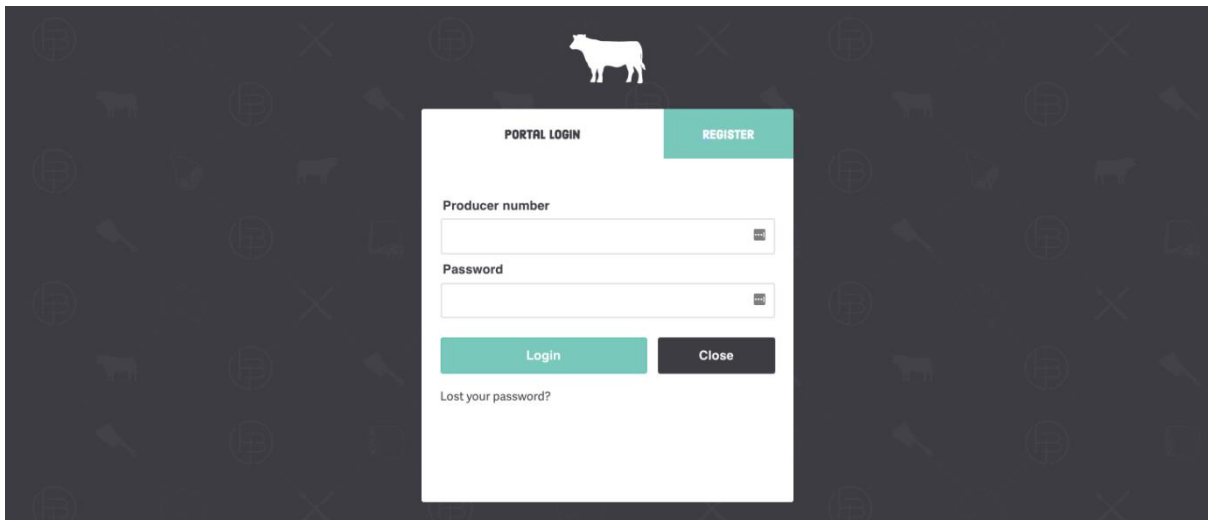 PORTAL LOGIN
REGISTER
Producer number
Password
Login
Close
Lost your password?